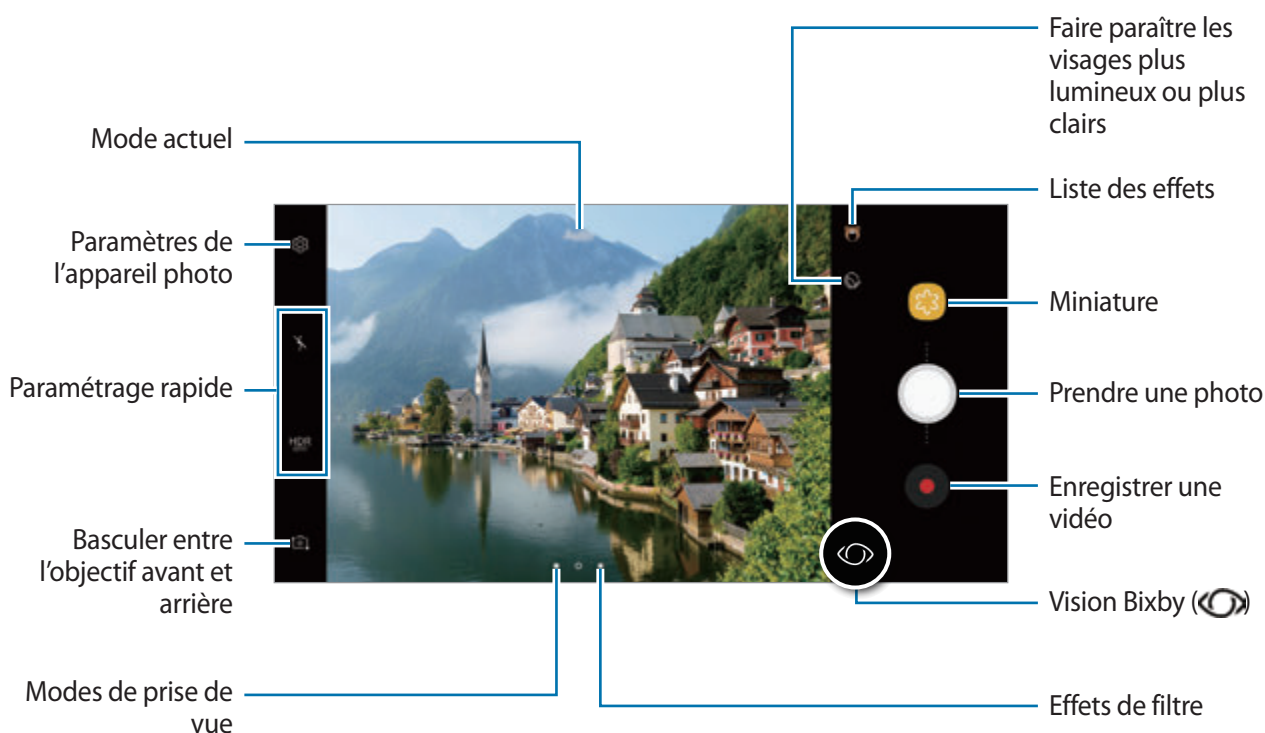 Faire paraître les
visages plus
lumineux ou plus
clairs
Mode actuel
Liste des effets
Paramètres de
l'appareil photo
Miniature
Paramétrage rapide
HDR
Prendre une photo
Enregistrer une
vidéo
Basculer entre
l'objectif avant et
arrière
Vision Bixby ()
Modes de prise de
vue
Effets de filtre